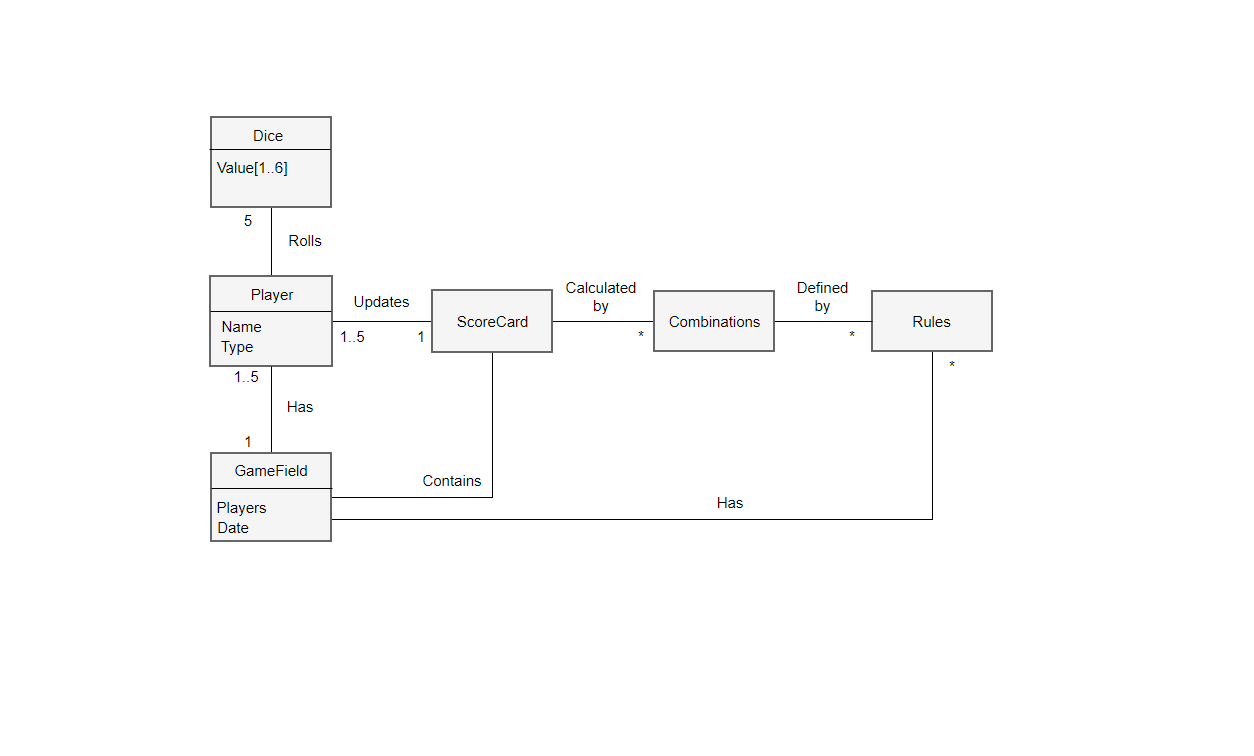 Dice
Value[1..6]
5
Rolls
Player
Name
Type
Updates
1..5
1
ScoreCard
Calculated
by
*
Combinations
Defined
by
*
Rules
*
1..5
Has
1
GameField
Players
Date
Contains
Has